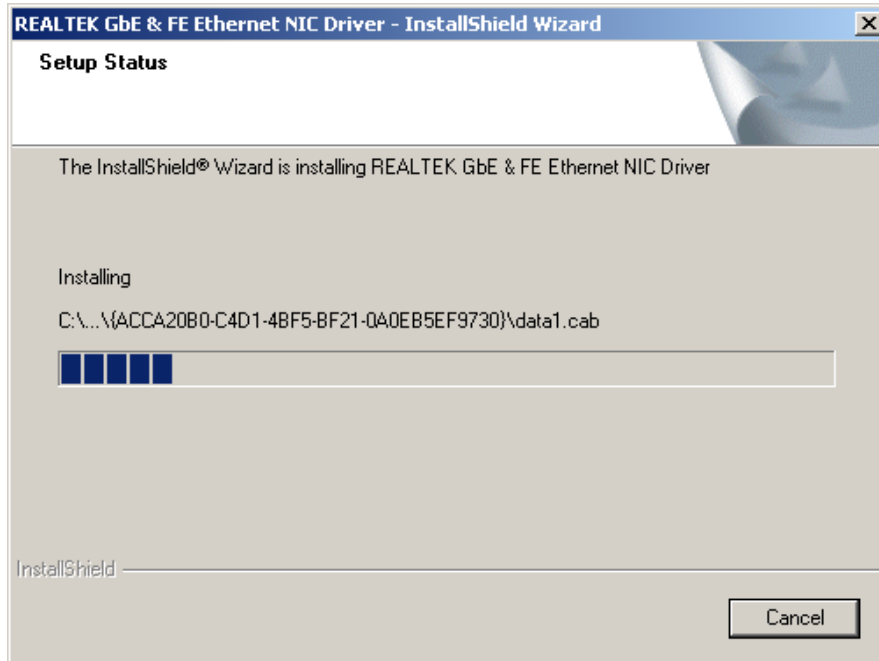 REALTEK GbE & FE Ethernet NIC Driver - InstallShield Wizard
Setup Status
The InstallShield® Wizard is installing REALTEK GbE & FE Ethernet NIC Driver
Installing
C:\...\{ACCA20B0-C4D1-4BF5-BF21-0A0EB5EF9730}\data1.cab
InstallShield
Cancel